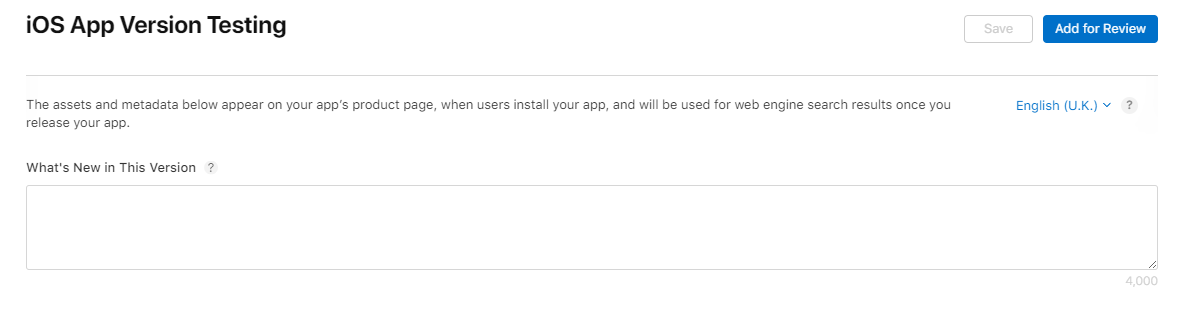 iOS App Version Testing
Save
Add for Review
The assets and metadata below appear on your app's product page, when users install your app, and will be used for web engine search results once you
release your app.
English (U.K.)
?
What's New in This Version ?
4,000